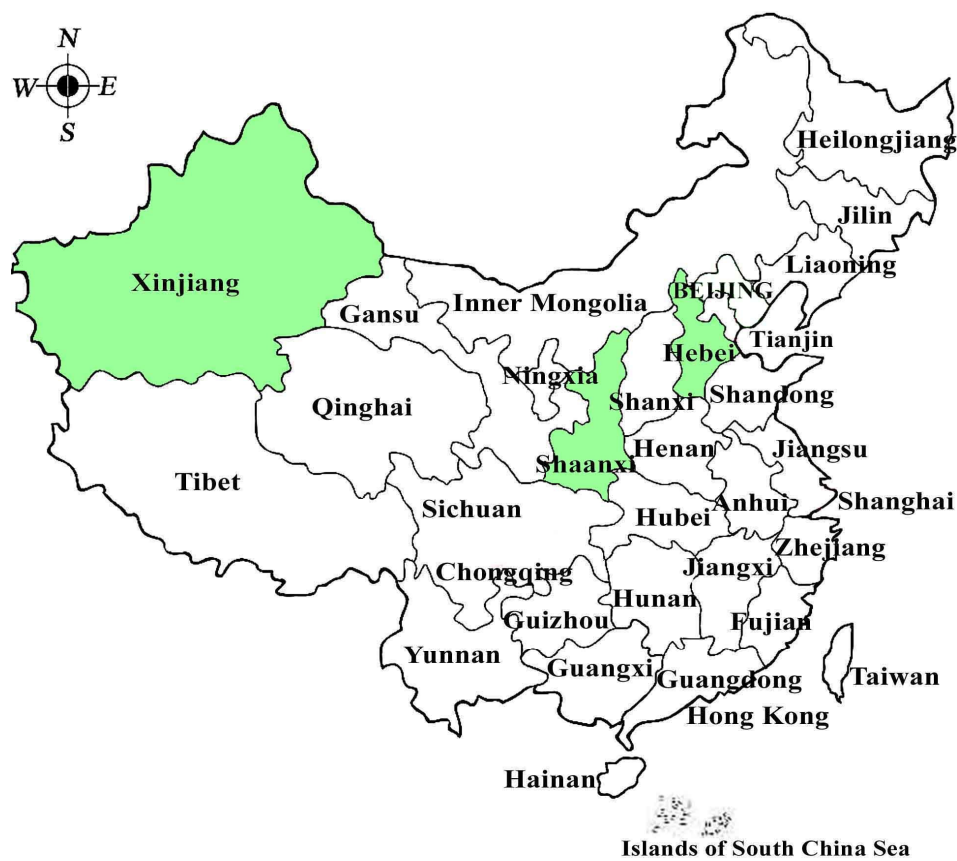 N
W E
S
Heilongjiang
Jilin
Liaoning
Xinjiang
BEIJING
Inner Mongolia
Gansu
Tianjin
Hebei
Ningxia
Shandong
Shanxi
Qinghai
Henan
Jiangsu
Shaanxi
Tibet
Shanghai
Anhui
Sichuan
Hubei
Zhejiang
Jiangxi
Chongqing
Hunan
Guizhou
Fujian
Yunnan
Guangxi
Guangdong
Taiwan
Hong Kong
Hainan
Islands of South China Sea